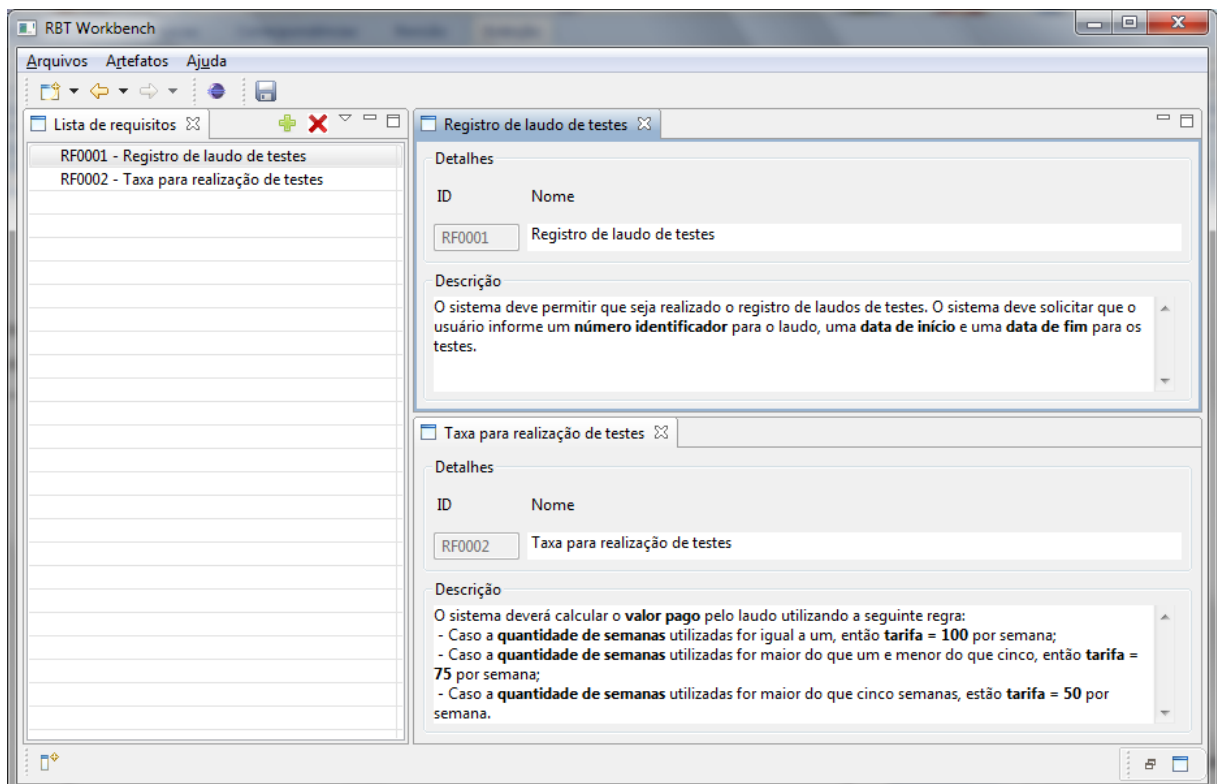 RBT Workbench
Arquivos Artefatos Ajuda
Lista de requisitos
RF0001 - Registro de laudo de testes
RF0002 - Taxa para realização de testes
Registro de laudo de testes
Detalhes
ID Nome
RF0001 Registro de laudo de testes
Descrição
O sistema deve permitir que seja realizado o registro de laudos de testes. O sistema deve solicitar que o
usuário informe um número identificador para o laudo, uma data de início e uma data de fim para os
testes.
Taxa para realização de testes
Detalhes
ID Nome
RF0002 Taxa para realização de testes
Descrição
O sistema deverá calcular o valor pago pelo laudo utilizando a seguinte regra:
- Caso a quantidade de semanas utilizadas for igual a um, então tarifa = 100 por semana;
- Caso a quantidade de semanas utilizadas for maior do que um e menor do que cinco, então tarifa =
75 por semana;
- Caso a quantidade de semanas utilizadas for maior do que cinco semanas, estão tarifa = 50 por
semana.